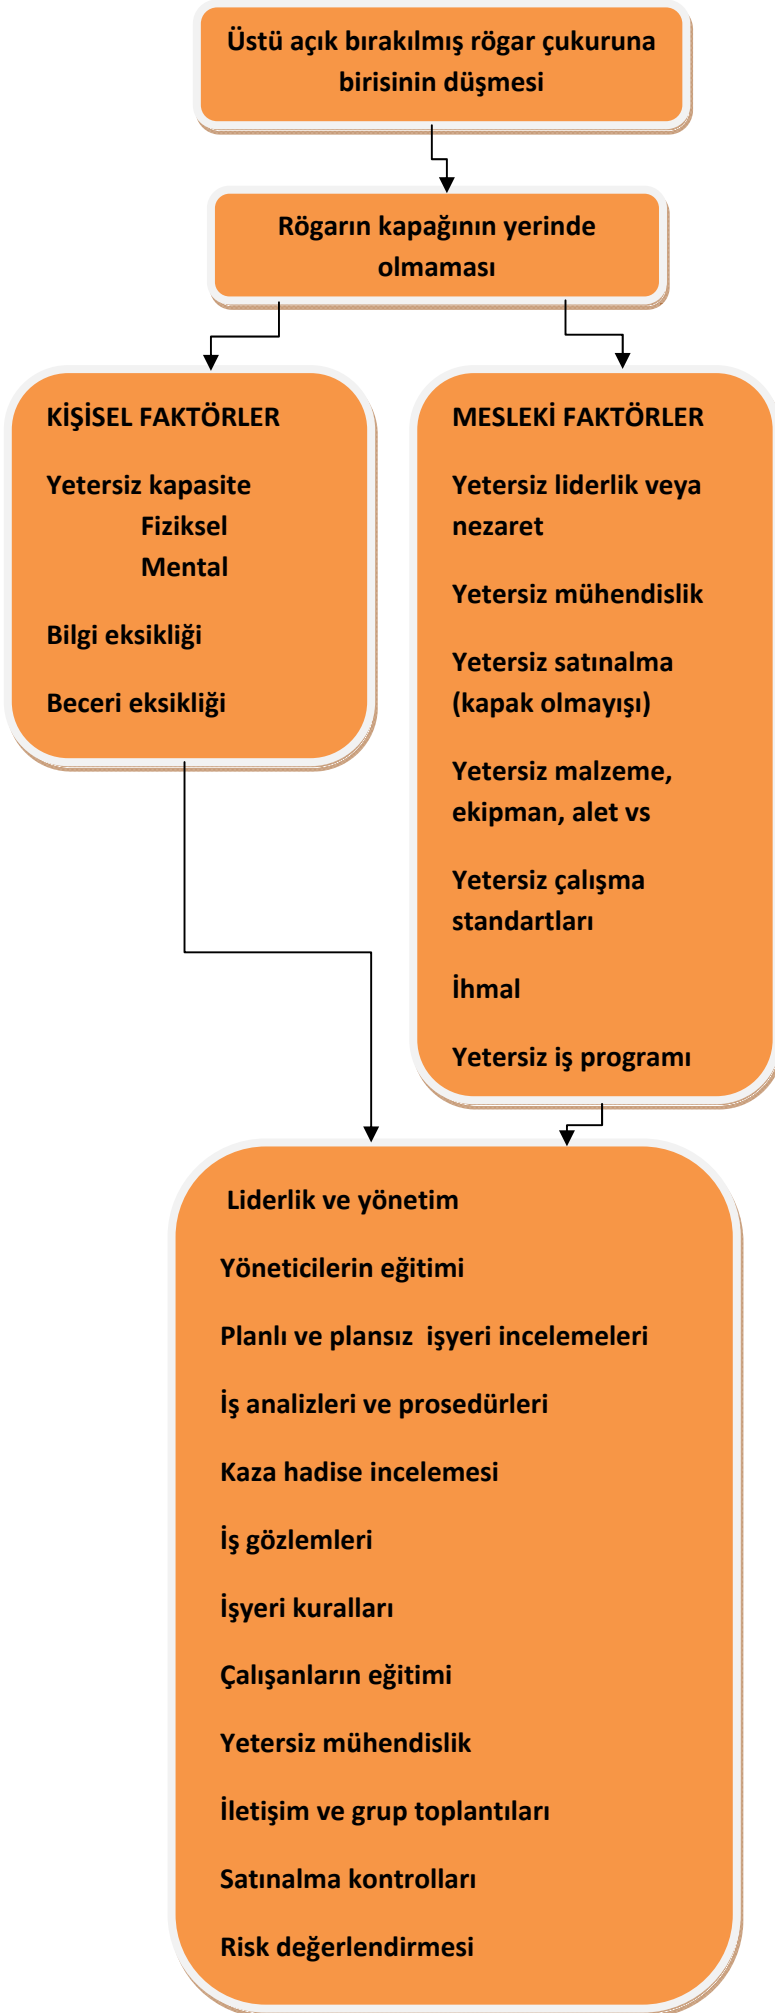 Üstü açık bırakılmış rögar çukuruna
birisinin düşmesi
Rögarın kapağının yerinde
olmaması
KİŞİSEL FAKTÖRLER
Yetersiz kapasite
Fiziksel
Mental
Bilgi eksikliği
Beceri eksikliği
MESLEKİ FAKTÖRLER
Yetersiz liderlik veya
nezaret
Yetersiz mühendislik
Yetersiz satınalma
(kapak olmayışı)
Yetersiz malzeme,
ekipman, alet vs
Yetersiz çalışma
standartları
İhmal
Yetersiz iş programı
Liderlik ve yönetim
Yöneticilerin eğitimi
Planlı ve plansız  işyeri incelemeleri
İş analizleri ve prosedürleri
Kaza hadise incelemesi
İş gözlemleri
İşyeri kuralları
Çalışanların eğitimi
Yetersiz mühendislik
İletişim ve grup toplantıları
Satınalma kontrolları
Risk değerlendirmesi